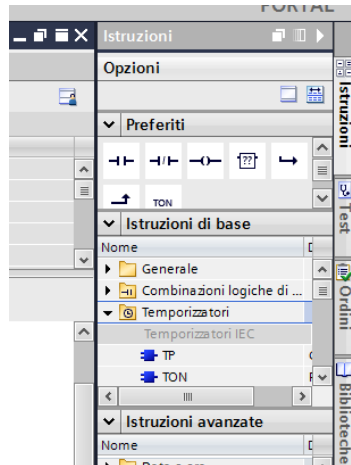 PORTAL
Istruzioni
Opzioni
Preferiti
??
TON
Istruzioni di base
Nome
Generale
Combinazioni logiche di ...
Temporizzatori
Temporizzatori IEC
TP
TON
Istruzioni avanzate
Nome
Istruzioni
Test
Ordini
Biblioteche